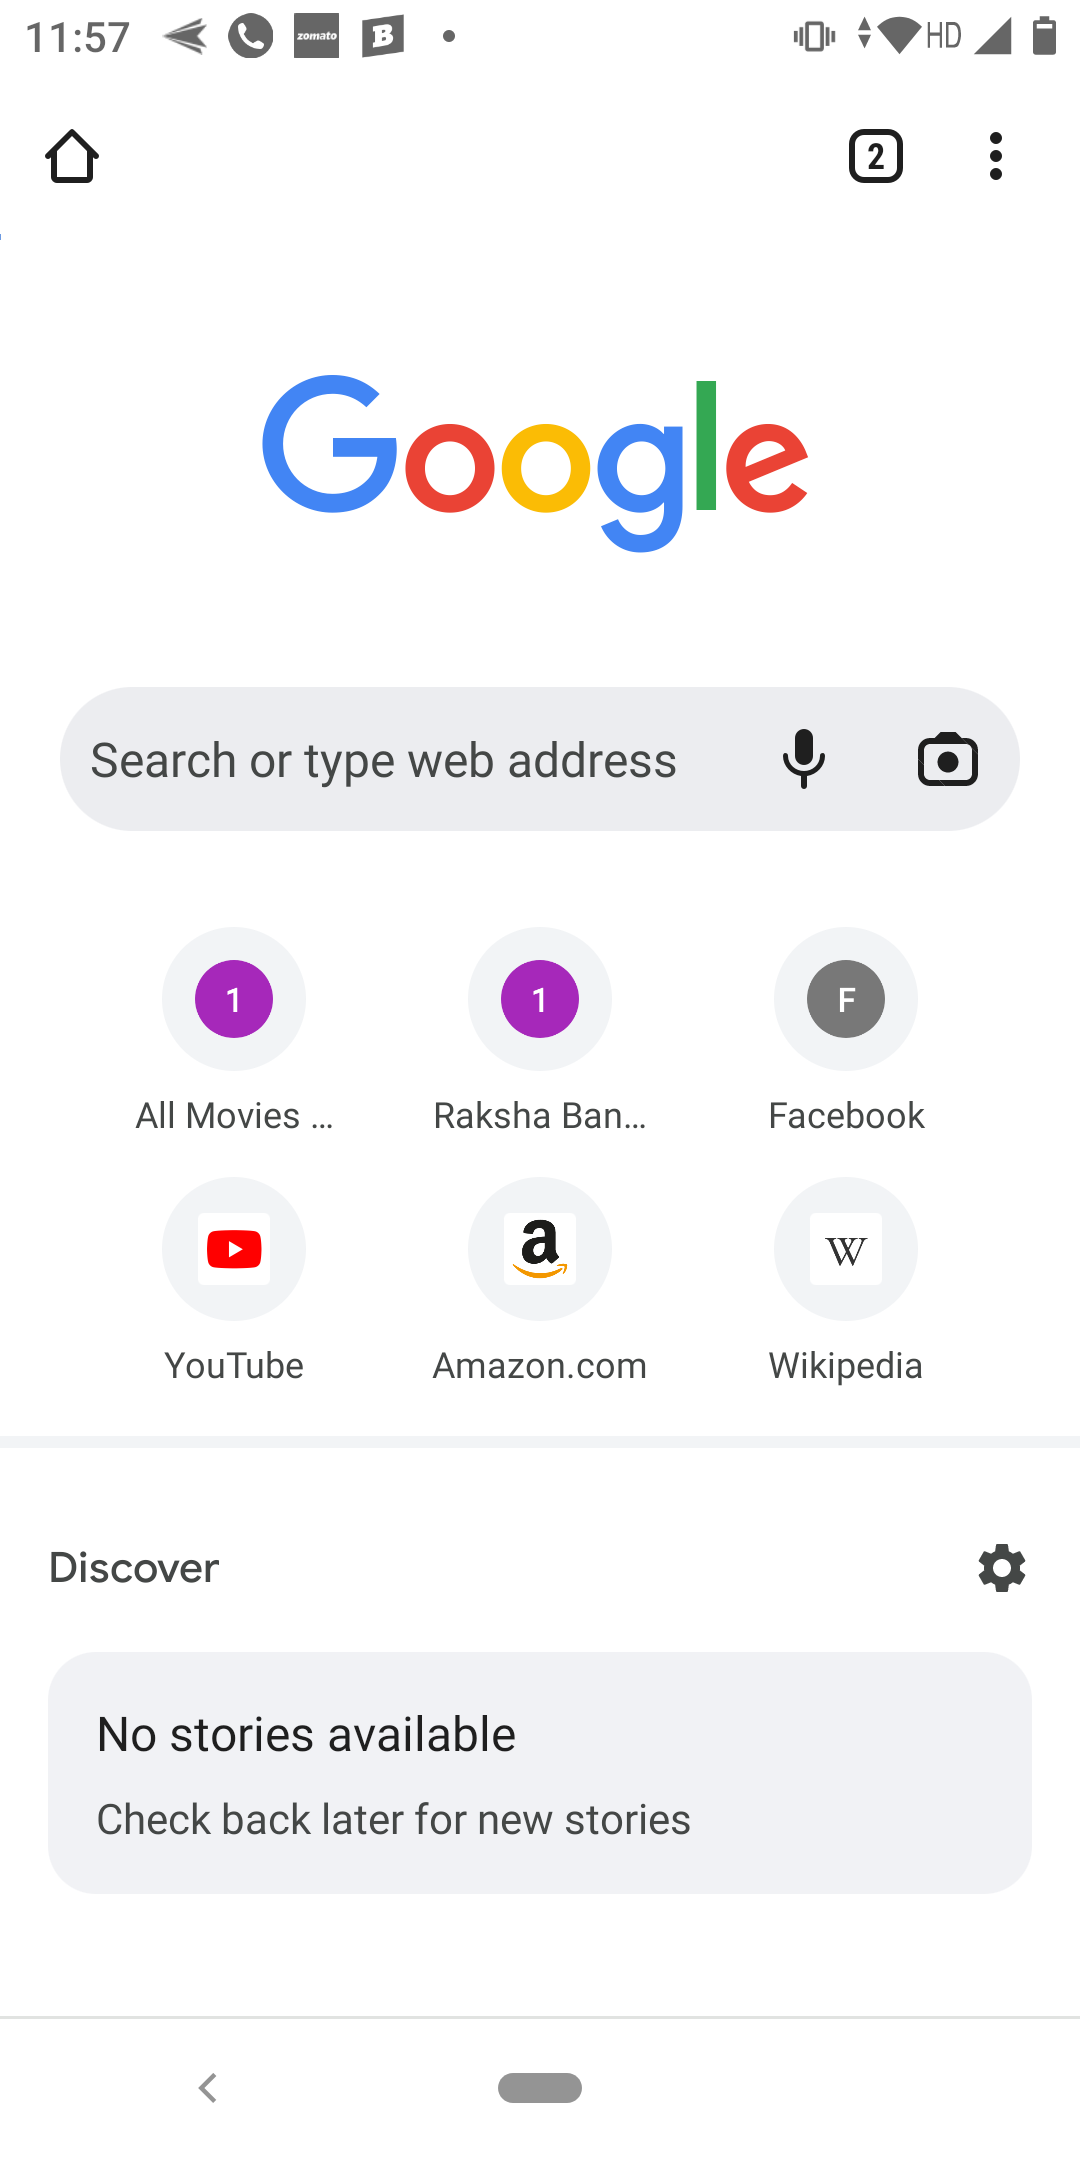 11:57 zomato B HD
2
Google
Search or type web address
1 1 F
All Movies ... Raksha Ban... Facebook
a W
YouTube Amazon.com Wikipedia
Discover
No stories available
Check back later for new stories